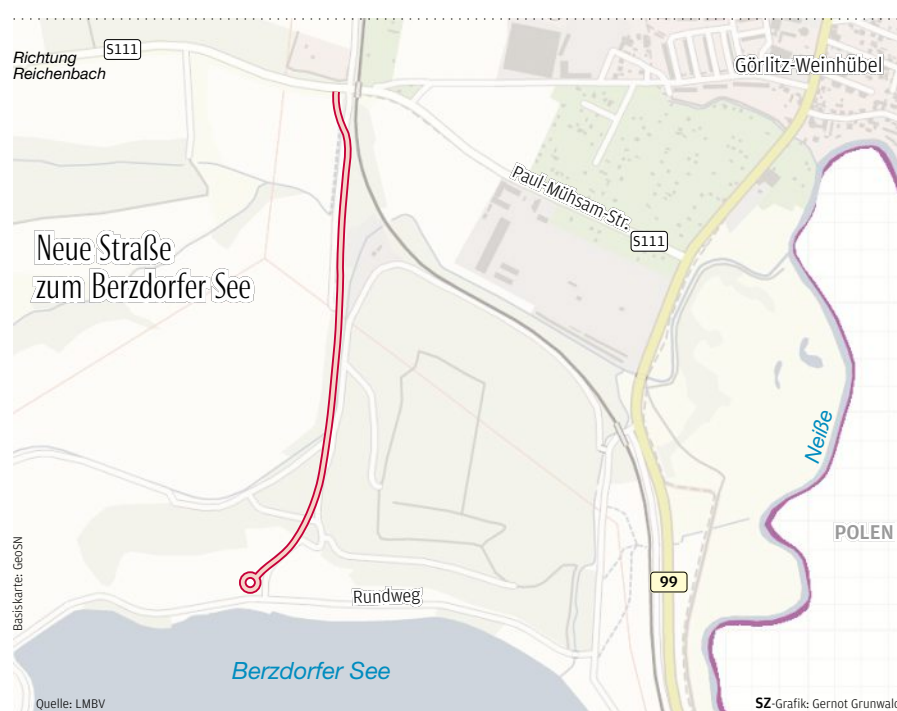 Richtung
Reichenbach
S111
Görlitz-Weinhübel
Paul-Mühsam-Str.
S111
Neue Straße
zum Berzdorfer See
Neiße
POLEN
99
Rundweg
Berzdorfer See
Basiskarte: GeoSN
Quelle: LMBV
SZ-Grafik: Gernot Grunwald